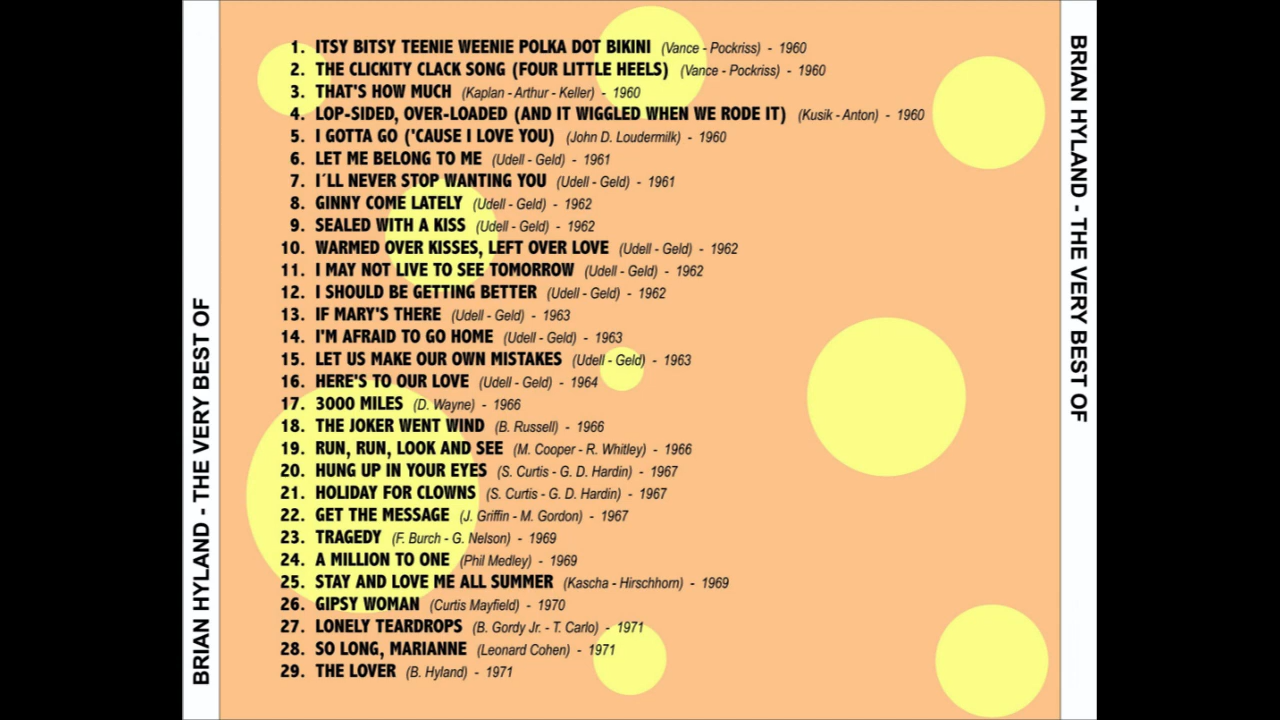 BRIAN HYLAND - THE VERY BEST OF
1. ITSY BITSY TEENIE WEENIE POLKA DOT BIKINI (Vance - Pockriss) - 1960
2. THE CLICKITY CLACK SONG (FOUR LITTLE HEELS) (Vance - Pockriss) - 1960
3. THAT'S HOW MUCH (Kaplan - Arthur - Keller) - 1960
4. LOP-SIDED, OVER-LOADED (AND IT WIGGLED WHEN WE RODE IT) (Kusik - Anton) - 1960
5. I GOTTA GO ('CAUSE I LOVE YOU) (John D. Loudermilk) - 1960
6. LET ME BELONG TO ME (Udell - Geld) - 1961
7. I´LL NEVER STOP WANTING YOU (Udell - Geld) - 1961
8. GINNY COME LATELY (Udell - Geld) - 1962
9. SEALED WITH A KISS (Udell - Geld) - 1962
10. WARMED OVER KISSES, LEFT OVER LOVE (Udell - Geld) - 1962
11. I MAY NOT LIVE TO SEE TOMORROW (Udell - Geld) - 1962
12. I SHOULD BE GETTING BETTER (Udell - Geld) - 1962
13. IF MARY'S THERE (Udell - Geld) - 1963
14. I'M AFRAID TO GO HOME (Udell - Geld) - 1963
15. LET US MAKE OUR OWN MISTAKES (Udell - Geld) - 1963
16. HERE'S TO OUR LOVE (Udell - Geld) - 1964
17. 3000 MILES (D. Wayne) - 1966
18. THE JOKER WENT WIND (B. Russell) - 1966
19. RUN, RUN, LOOK AND SEE (M. Cooper - R. Whitley) - 1966
20. HUNG UP IN YOUR EYES (S. Curtis - G. D. Hardin) - 1967
21. HOLIDAY FOR CLOWNS (S. Curtis - G. D. Hardin) - 1967
22. GET THE MESSAGE (J. Griffin - M. Gordon) - 1967
23. TRAGEDY (F. Burch - G. Nelson) - 1969
24. A MILLION TO ONE (Phil Medley) - 1969
25. STAY AND LOVE ME ALL SUMMER (Kascha - Hirschhorn) - 1969
26. GIPSY WOMAN (Curtis Mayfield) - 1970
27. LONELY TEARDROPS (B. Gordy Jr. - T. Carlo) - 1971
28. SO LONG, MARIANNE (Leonard Cohen) - 1971
29. THE LOVER (B. Hyland) - 1971
BRIAN HYLAND - THE VERY BEST OF